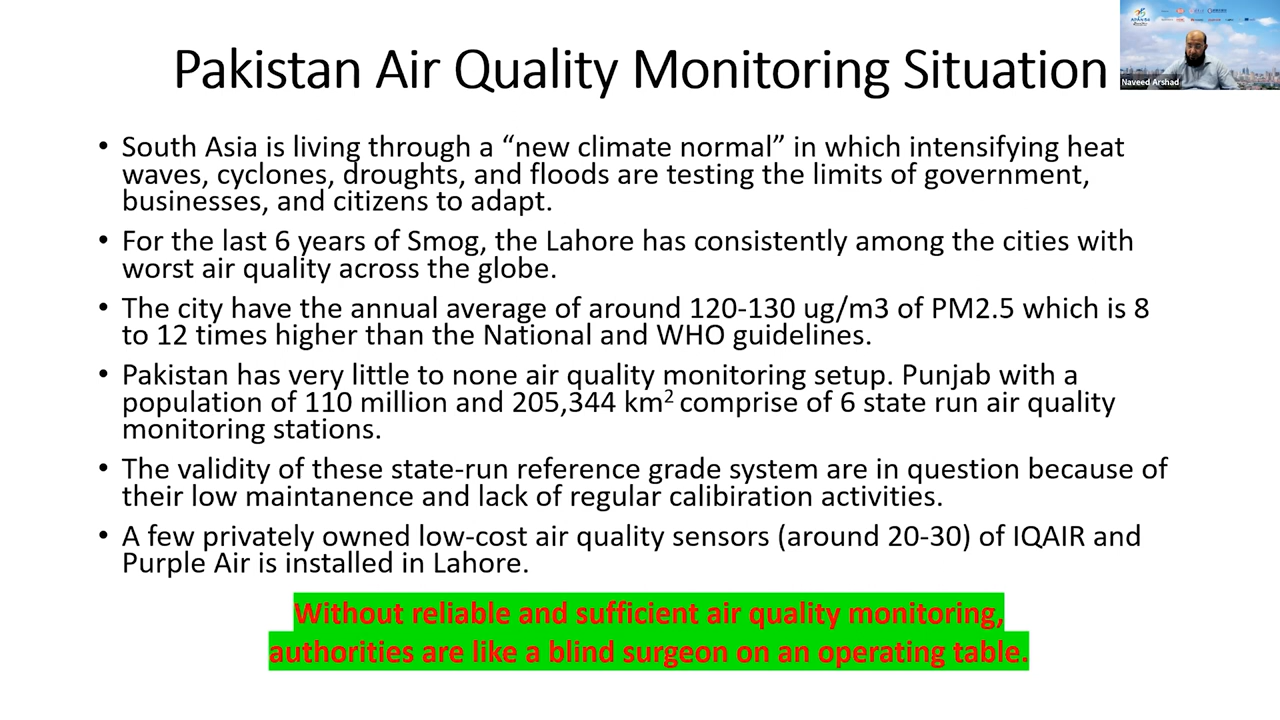 Pakistan Air Quality Monitoring Situation
Naveed Arshad
• South Asia is living through a “new climate normal” in which intensifying heat
waves, cyclones, droughts, and floods are testing the limits of government,
businesses, and citizens to adapt.
• For the last 6 years of Smog, the Lahore has consistently among the cities with
worst air quality across the globe.
• The city have the annual average of around 120-130 ug/m3 of PM2.5 which is 8
to 12 times higher than the National and WHO guidelines.
• Pakistan has very little to none air quality monitoring setup. Punjab with a
population of 110 million and 205,344 km² comprise of 6 state run air quality
monitoring stations.
• The validity of these state-run reference grade system are in question because of
their low maintanence and lack of regular calibiration activities.
• A few privately owned low-cost air quality sensors (around 20-30) of IQAIR and
Purple Air is installed in Lahore.
Without reliable and sufficient air quality monitoring,
authorities are like a blind surgeon on an operating table.